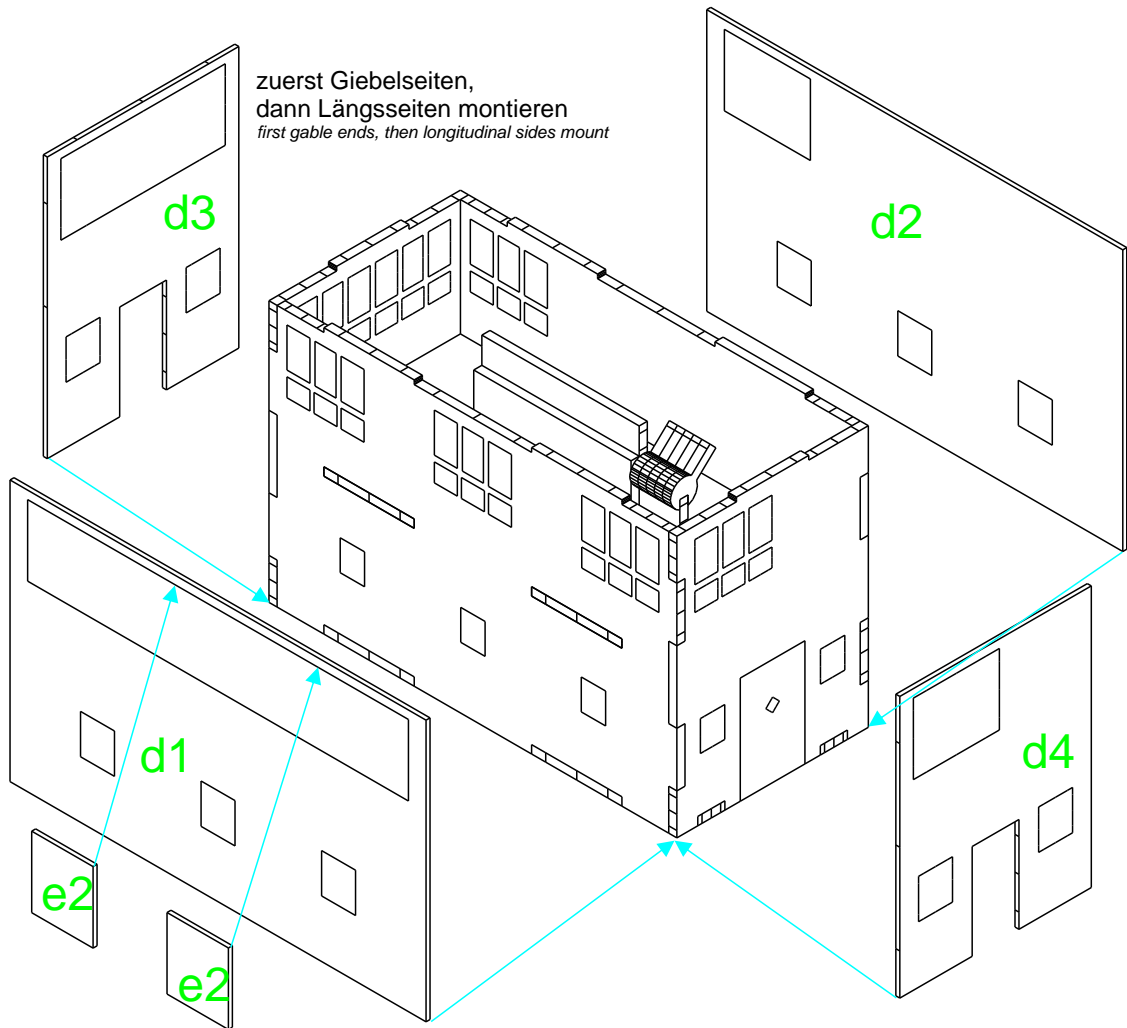 zuerst Giebelseiten,
dann Längsseiten montieren
first gable ends, then longitudinal sides mount
d3
d2
d1
d4
e2
e2